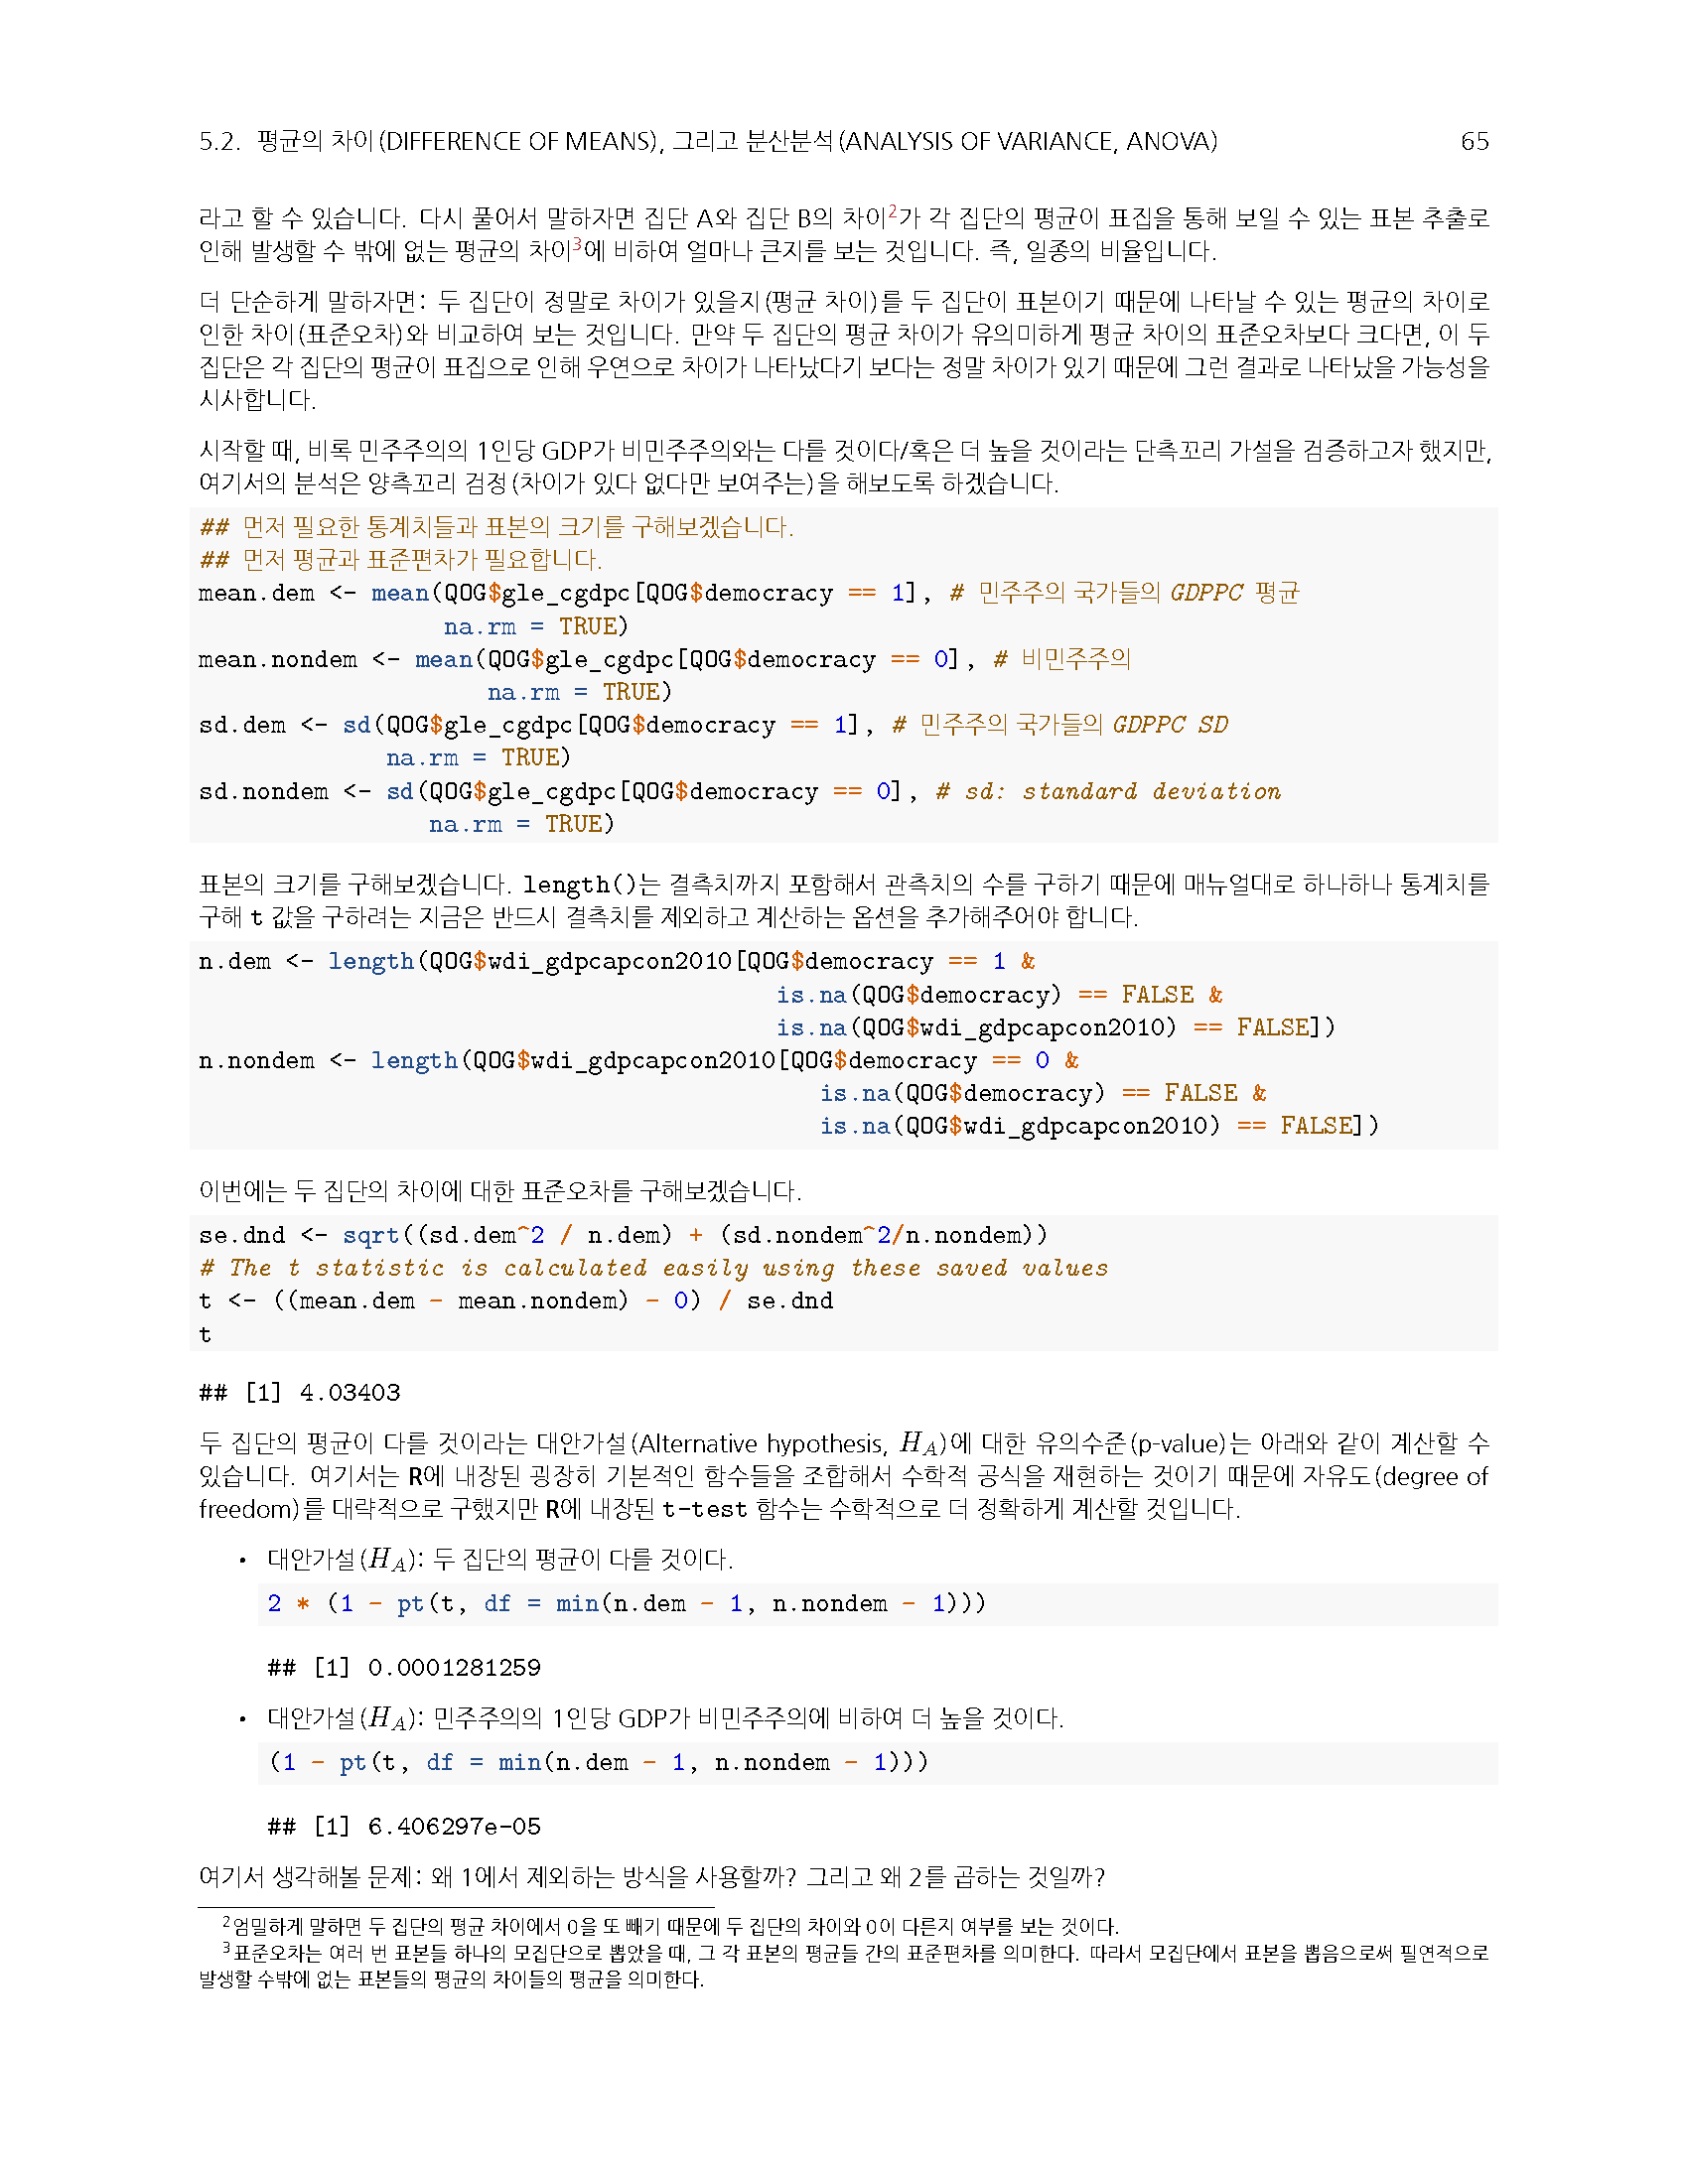 5.2. 평균의 차이(DIFFERENCE OF MEANS), 그리고 분산분석(ANALYSIS OF VARIANCE, ANOVA) 65
라고 할 수 있습니다. 다시 풀어서 말하자면 집단 A와 집단 B의 차이2가 각 집단의 평균이 표집을 통해 보일 수 있는 표본 추출로
인해 발생할 수 밖에 없는 평균의 차이3에 비하여 얼마나 큰지를 보는 것입니다. 즉, 일종의 비율입니다.
더 단순하게 말하자면: 두 집단이 정말로 차이가 있을지(평균 차이)를 두 집단이 표본이기 때문에 나타날 수 있는 평균의 차이로
인한 차이(표준오차)와 비교하여 보는 것입니다. 만약 두 집단의 평균 차이가 유의미하게 평균 차이의 표준오차보다 크다면, 이 두
집단은 각 집단의 평균이 표집으로 인해 우연으로 차이가 나타났다기 보다는 정말 차이가 있기 때문에 그런 결과로 나타났을 가능성을
시사합니다.
시작할 때, 비록 민주주의의 1인당 GDP가 비민주주의와는 다를 것이다/혹은 더 높을 것이라는 단측꼬리 가설을 검증하고자 했지만,
여기서의 분석은 양측꼬리 검정(차이가 있다 없다만 보여주는)을 해보도록 하겠습니다.
## 먼저 필요한 통계치들과 표본의 크기를 구해보겠습니다.
## 먼저 평균과 표준편차가 필요합니다.
mean.dem <- mean(QOG$gle_cgdpc[QOG$democracy == 1], # 민주주의 국가들의 GDPPC 평균
na.rm = TRUE)
mean.nondem <- mean(QOG$gle_cgdpc[QOG$democracy == 0], # 비민주주의
na.rm = TRUE)
sd.dem <- sd(QOG$gle_cgdpc[QOG$democracy == 1], # 민주주의 국가들의 GDPPC SD
na.rm = TRUE)
sd.nondem <- sd(QOG$gle_cgdpc[QOG$democracy == 0], # sd: standard deviation
na.rm = TRUE)
표본의 크기를 구해보겠습니다. length()는 결측치까지 포함해서 관측치의 수를 구하기 때문에 매뉴얼대로 하나하나 통계치를
구해 t 값을 구하려는 지금은 반드시 결측치를 제외하고 계산하는 옵션을 추가해주어야 합니다.
n.dem <- length(QOG$wdi_gdpcapcon2010[QOG$democracy == 1 &
is.na(QOG$democracy) == FALSE &
is.na(QOG$wdi_gdpcapcon2010) == FALSE])
n.nondem <- length(QOG$wdi_gdpcapcon2010[QOG$democracy == 0 &
is.na(QOG$democracy) == FALSE &
is.na(QOG$wdi_gdpcapcon2010) == FALSE])
이번에는 두 집단의 차이에 대한 표준오차를 구해보겠습니다.
se.dnd <- sqrt((sd.dem^2 / n.dem) + (sd.nondem^2/n.nondem))
# The t statistic is calculated easily using these saved values
t <- ((mean.dem - mean.nondem) - 0) / se.dnd
t
## [1] 4.03403
두 집단의 평균이 다를 것이라는 대안가설(Alternative hypothesis, HA)에 대한 유의수준(p-value)는 아래와 같이 계산할 수
있습니다. 여기서는 R에 내장된 굉장히 기본적인 함수들을 조합해서 수학적 공식을 재현하는 것이기 때문에 자유도(degree of
freedom)를 대략적으로 구했지만 R에 내장된 t-test 함수는 수학적으로 더 정확하게 계산할 것입니다.
• 대안가설(HA): 두 집단의 평균이 다를 것이다.
2 * (1 - pt(t, df = min(n.dem - 1, n.nondem - 1)))
## [1] 0.0001281259
• 대안가설(HA): 민주주의의 1인당 GDP가 비민주주의에 비하여 더 높을 것이다.
(1 - pt(t, df = min(n.dem - 1, n.nondem - 1)))
## [1] 6.406297e-05
여기서 생각해볼 문제: 왜 1에서 제외하는 방식을 사용할까? 그리고 왜 2를 곱하는 것일까?
2엄밀하게 말하면 두 집단의 평균 차이에서 0을 또 빼기 때문에 두 집단의 차이와 0이 다른지 여부를 보는 것이다.
3표준오차는 여러 번 표본들 하나의 모집단으로 뽑았을 때, 그 각 표본의 평균들 간의 표준편차를 의미한다. 따라서 모집단에서 표본을 뽑음으로써 필연적으로
발생할 수밖에 없는 표본들의 평균의 차이들의 평균을 의미한다.